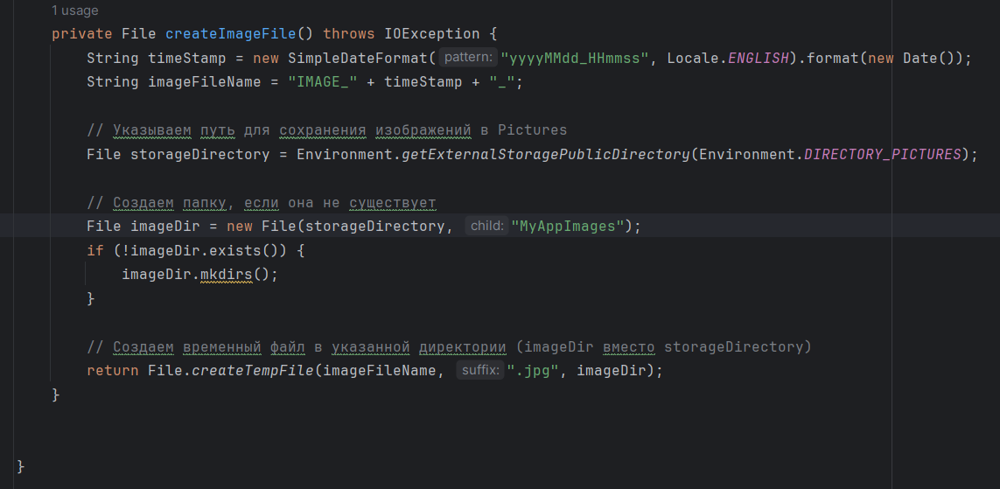 1 usage
private File createImageFile() throws IOException {
String timeStamp = new SimpleDateFormat( pattern: "yyyyMMdd_HHmmss", Locale.ENGLISH).format(new Date());
String imageFileName = "IMAGE_" + timeStamp + "_";
// Указываем путь для сохранения изображений в Pictures
File storageDirectory = Environment.getExternalStoragePublicDirectory(Environment.DIRECTORY_PICTURES);
// Создаем папку, если она не существует
File imageDir = new File(storageDirectory, child: "MyAppImages");
if (!imageDir.exists()) {
imageDir.mkdirs();
}
// Создаем временный файл в указанной директории (imageDir вместо storageDirectory)
return File.createTempFile(imageFileName, suffix: ".jpg", imageDir);
}
}